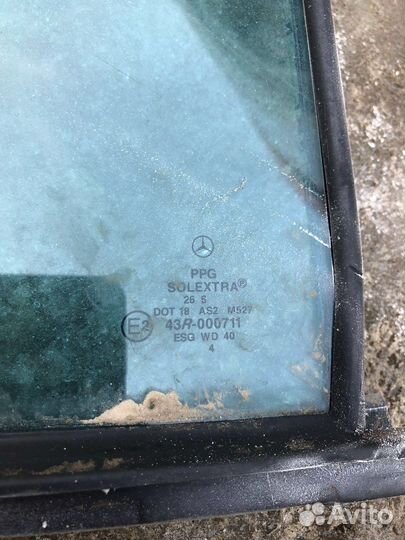 PPG
SOLEXTRA®
26 S
DOT 18 AS2 M527
E2 43R-000711
ESG WD 40
4
Avito